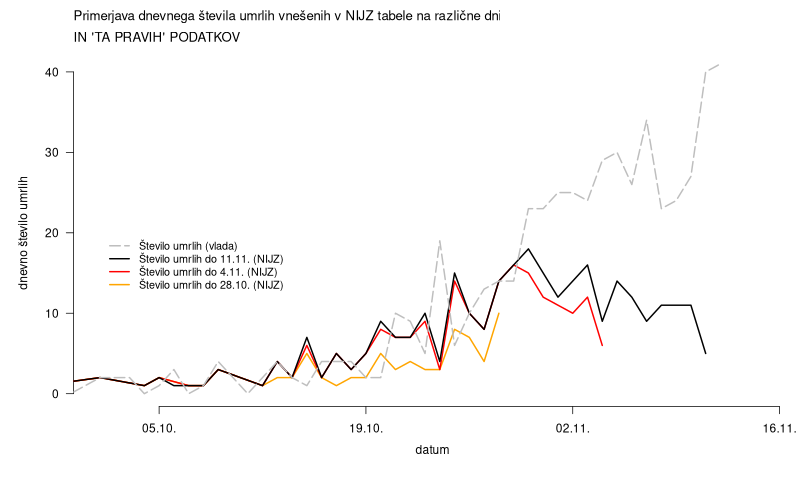 Primerjava dnevnega števila umrlih vnešenih v NIJZ tabele na različne dni
IN 'TA PRAVIH' PODATKOV
dnevno število umrlih
40
30
20
10
0
Število umrlih (vlada)
Število umrlih do 11.11. (NIJZ)
Število umrlih do 4.11. (NIJZ)
Število umrlih do 28.10. (NIJZ)
05.10.
19.10.
02.11.
16.11.
datum